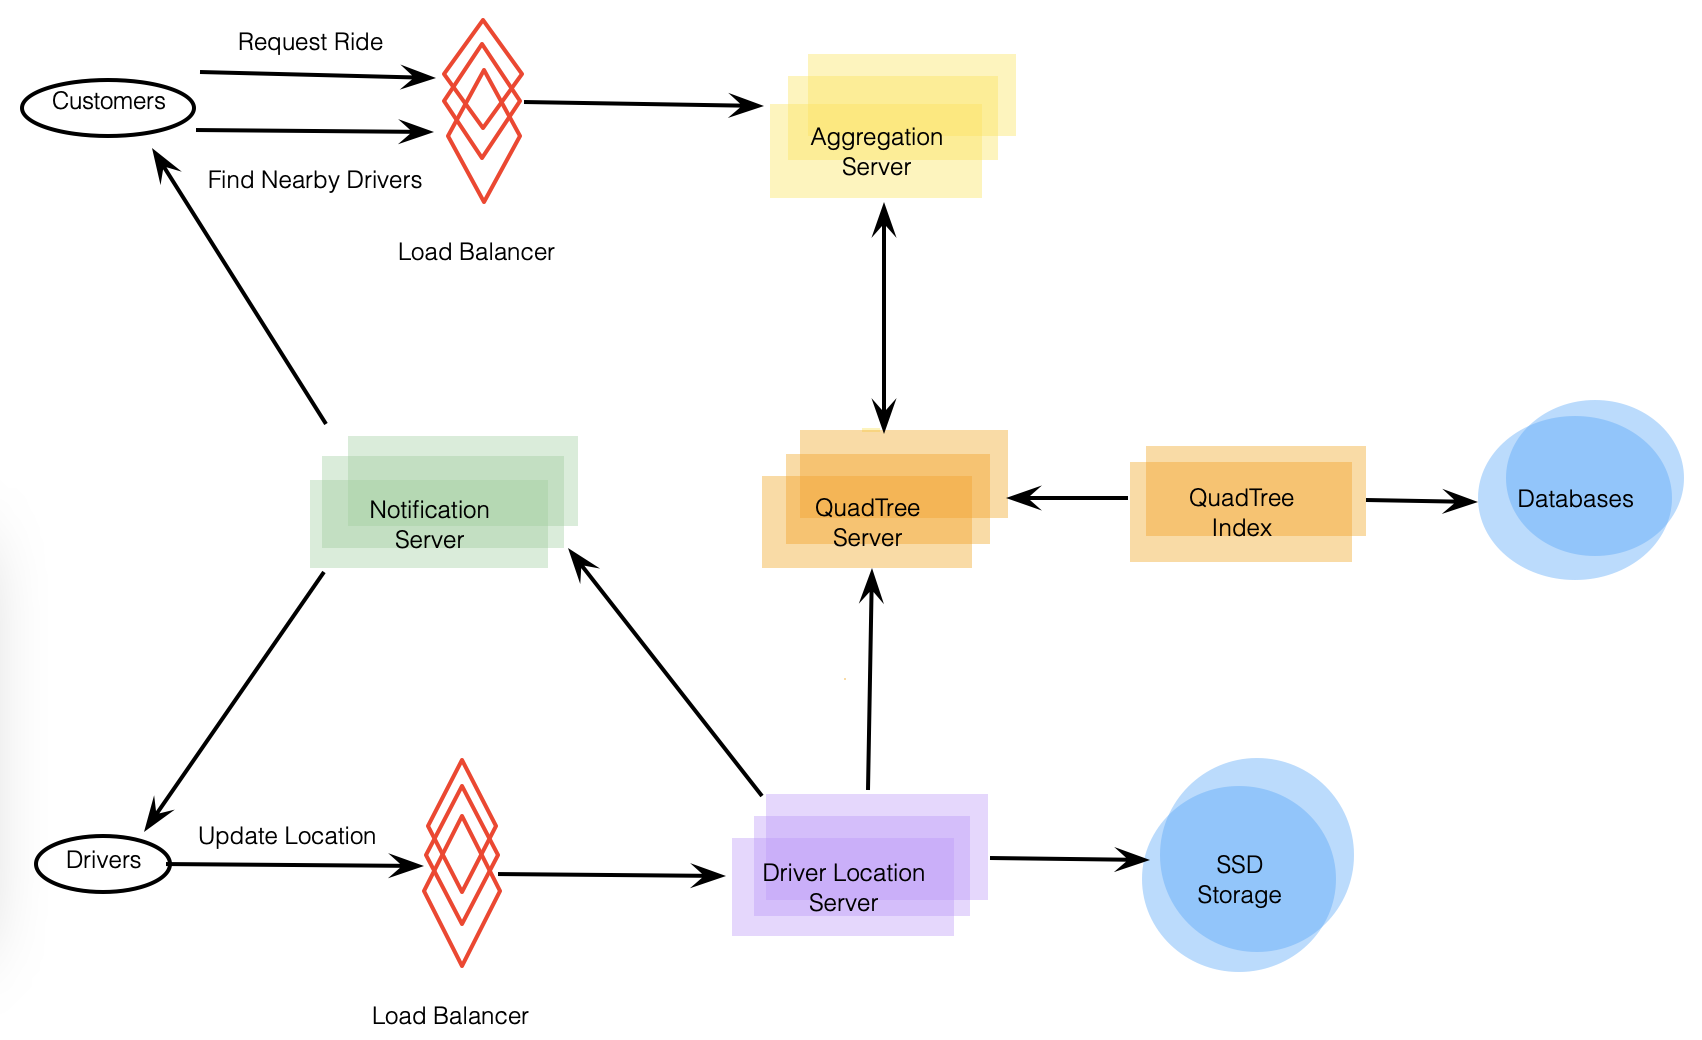 Request Ride
Customers
Find Nearby Drivers
Load Balancer
Aggregation
Server
Notification
Server
QuadTree
Server
QuadTree
Index
Databases
Update Location
Drivers
Load Balancer
Driver Location
Server
SSD
Storage